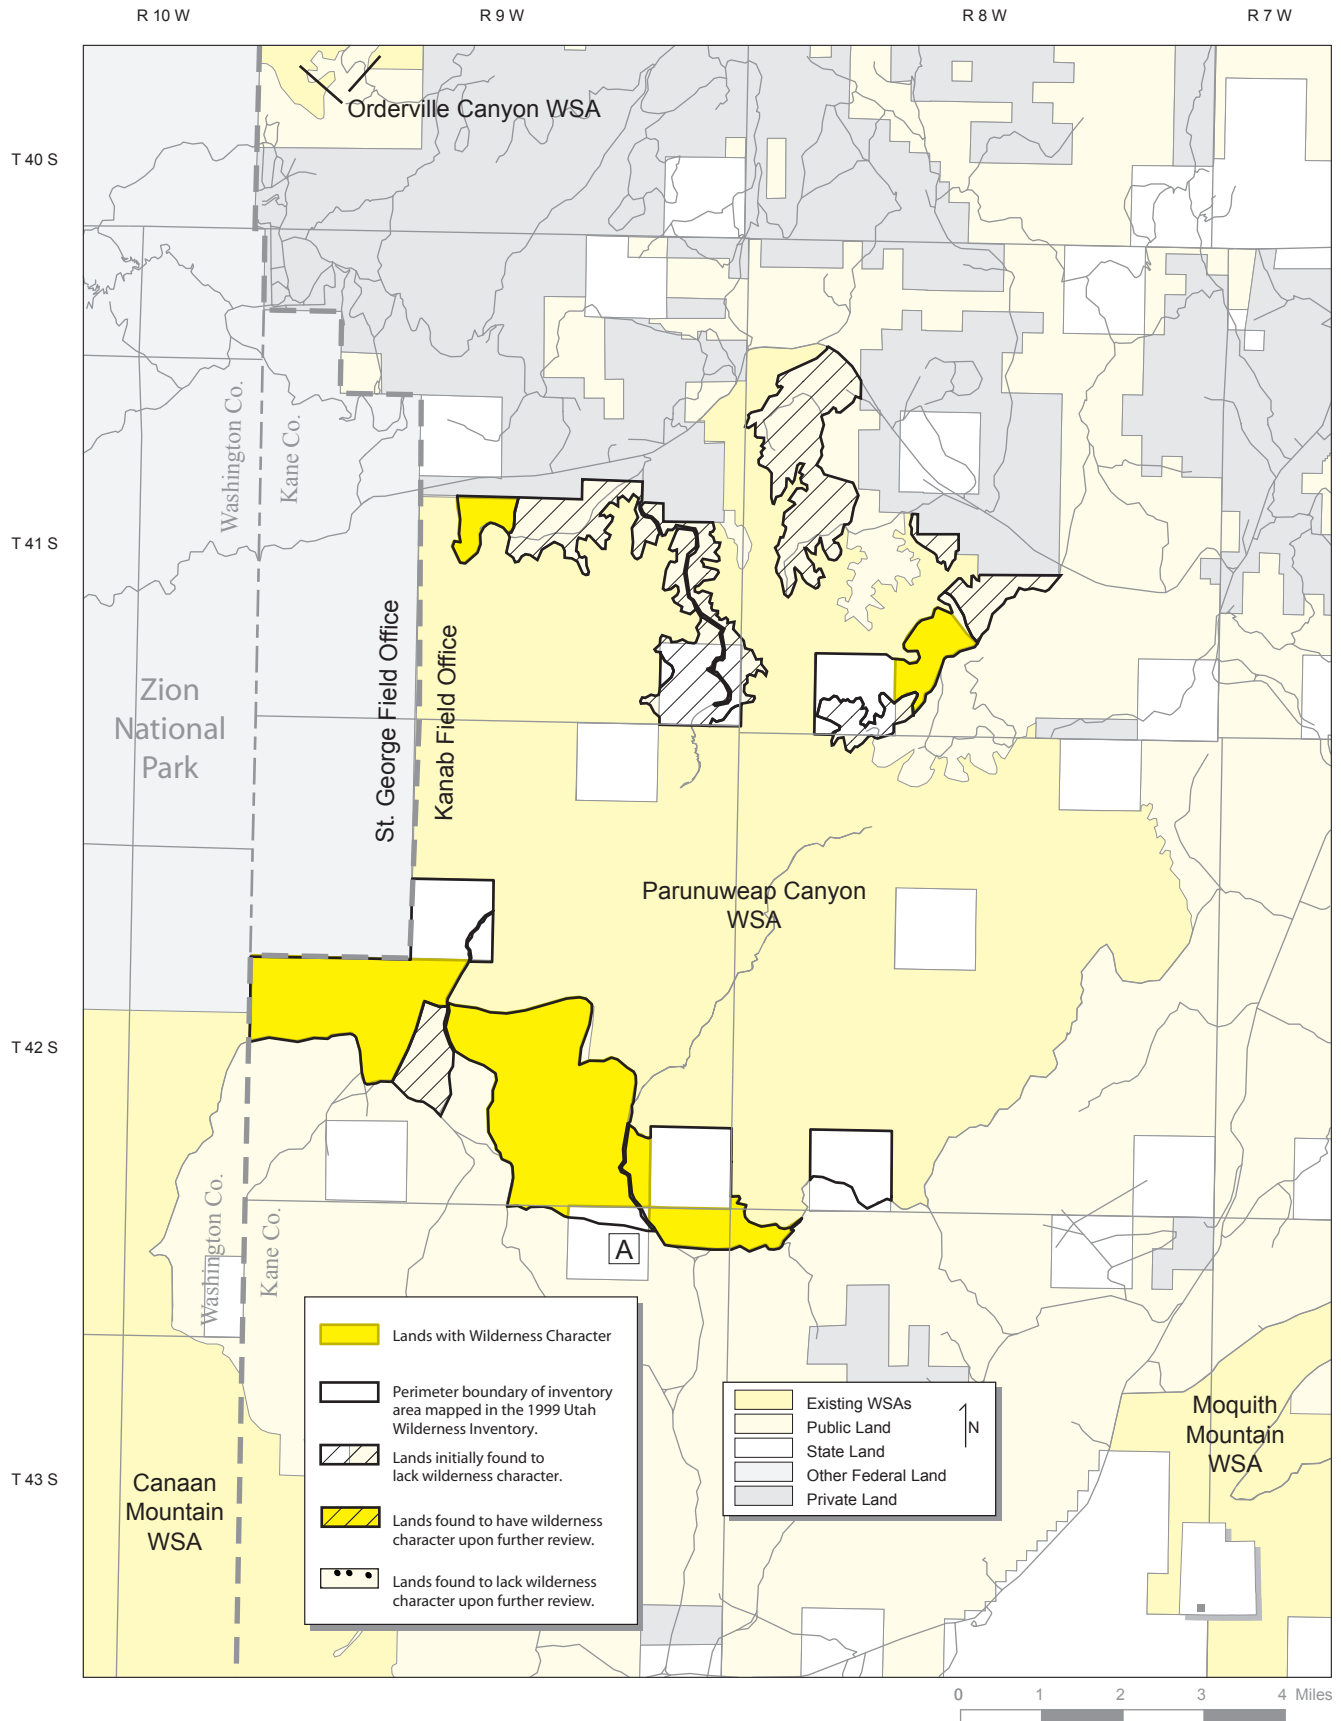 R 10 W
R 9 W
R 8 W
R 7 W
Orderville Canyon WSA
T 40 S
Washington Co.
Kane Co.
T 41 S
St. George Field Office
Kanab Field Office
Zion
National
Park
Parunuweap Canyon
WSA
T 42 S
Washington Co.
Kane Co.
A
Lands with Wilderness Character
Perimeter boundary of inventory
area mapped in the 1999 Utah
Wilderness Inventory.
Lands initially found to
lack wilderness character.
Lands found to have wilderness
character upon further review.
Lands found to lack wilderness
character upon further review.
Existing WSAs
Public Land
State Land
Other Federal Land
Private Land
N
Moquith
Mountain
WSA
T 43 S
Canaan
Mountain
WSA
0 1 2 3 4 Miles